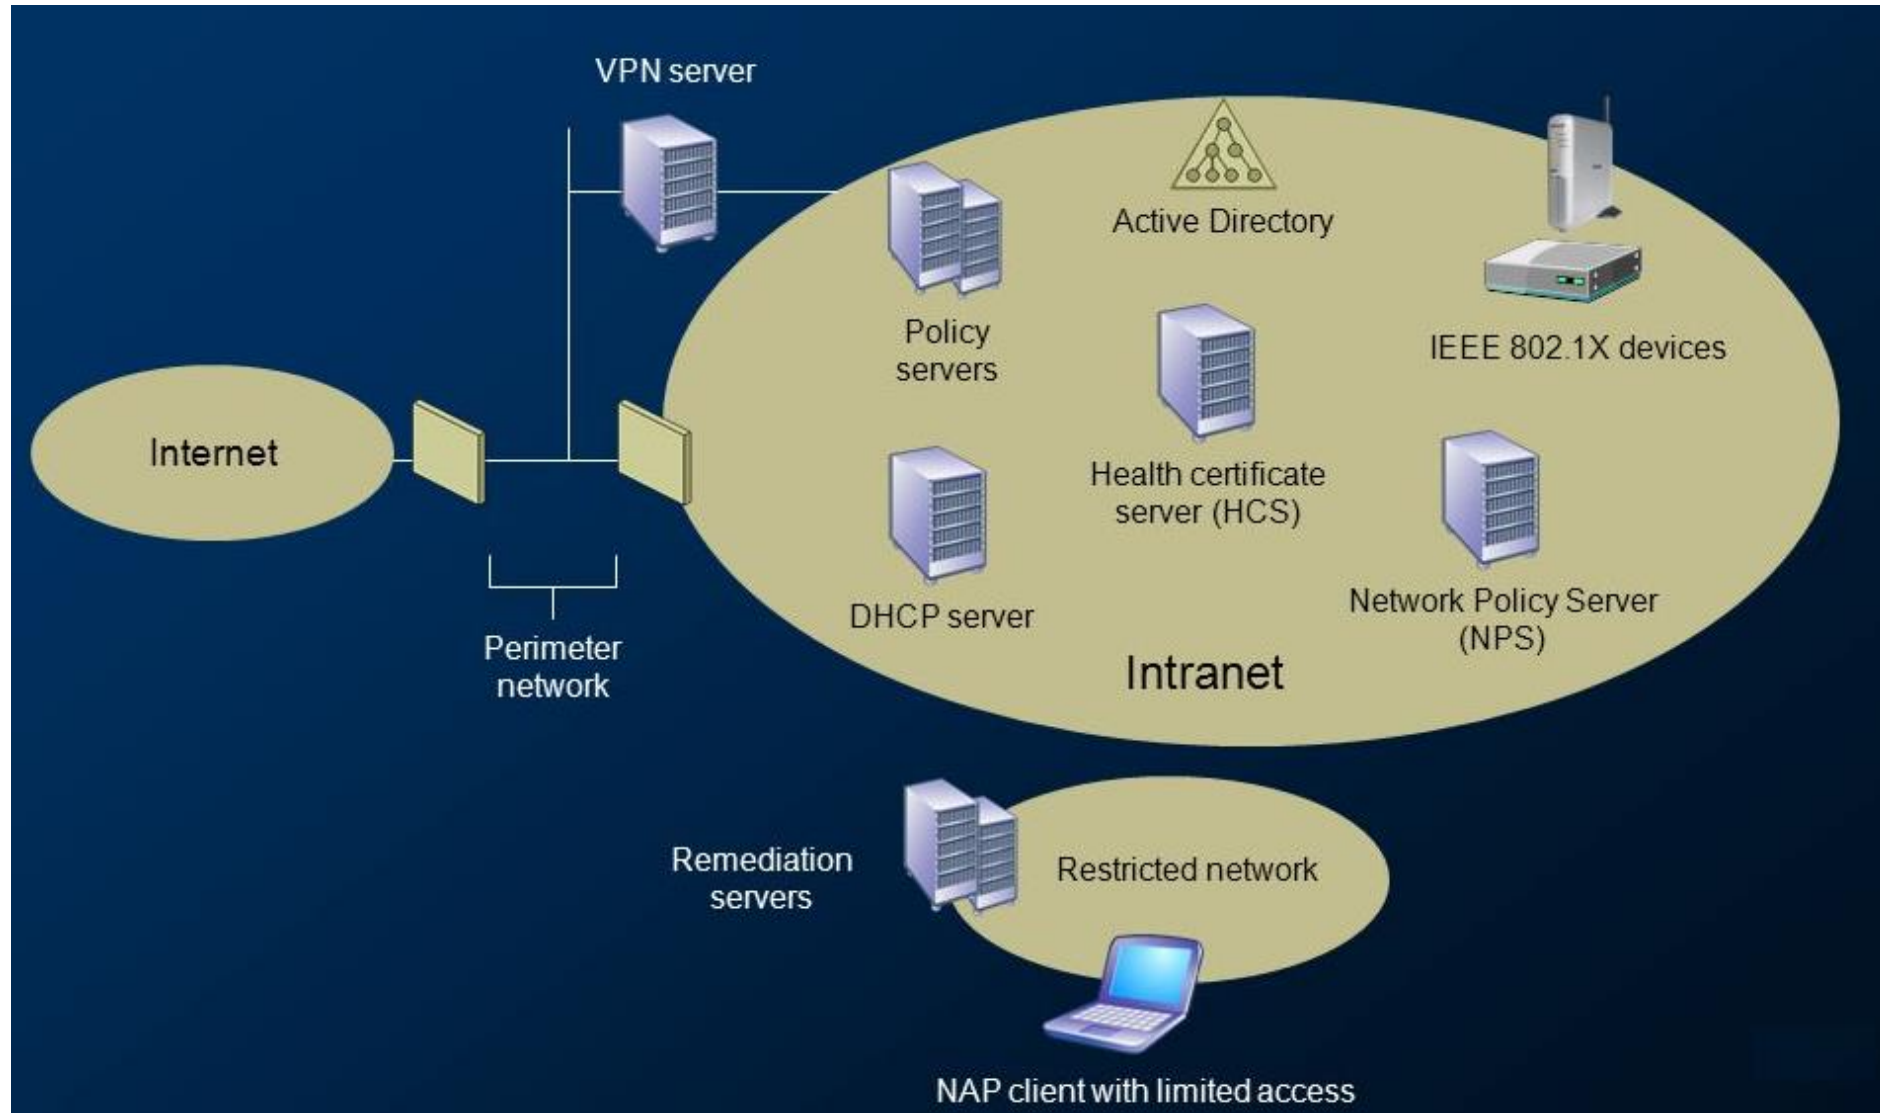 VPN server
Active Directory
Policy
servers
IEEE 802.1X devices
Internet
Health certificate
server (HCS)
DHCP server
Network Policy Server
(NPS)
Perimeter
network
Intranet
Remediation
servers
Restricted network
NAP client with limited access